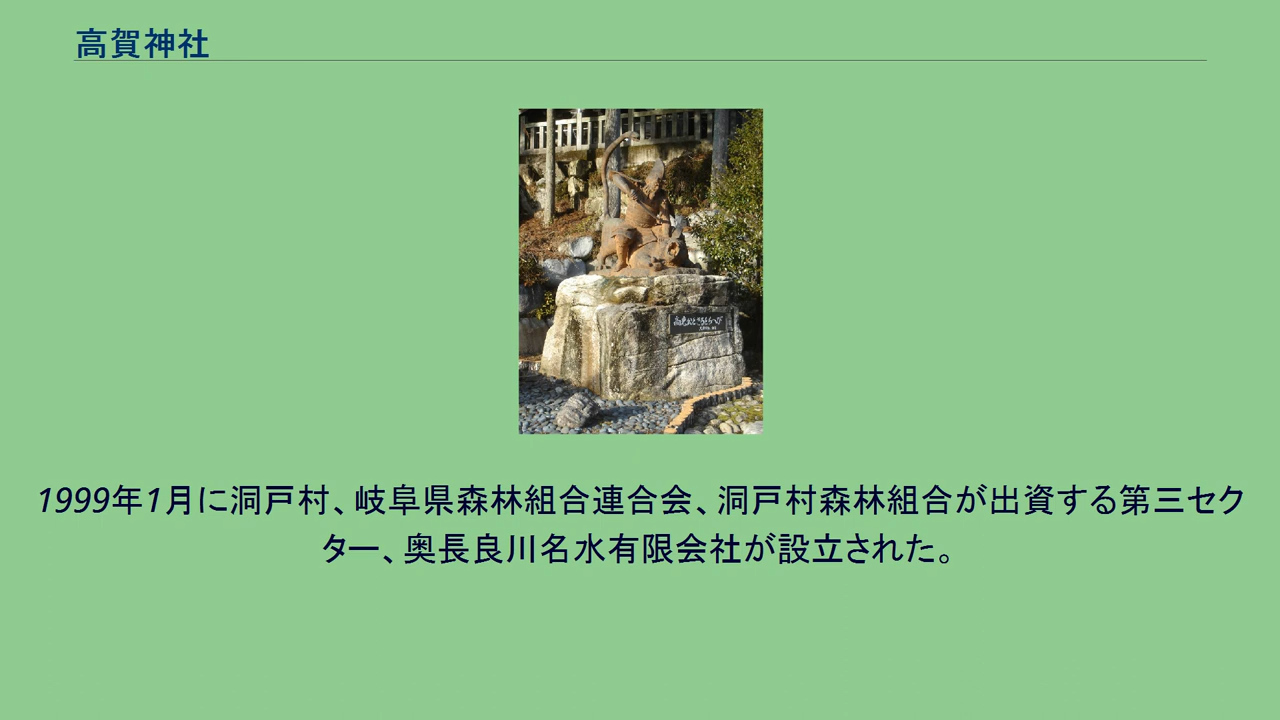 高賀神社
1999年1月に洞戸村、岐阜県森林組合連合会、洞戸村森林組合が出資する第三セク
ター、奥長良川名水有限会社が設立された。